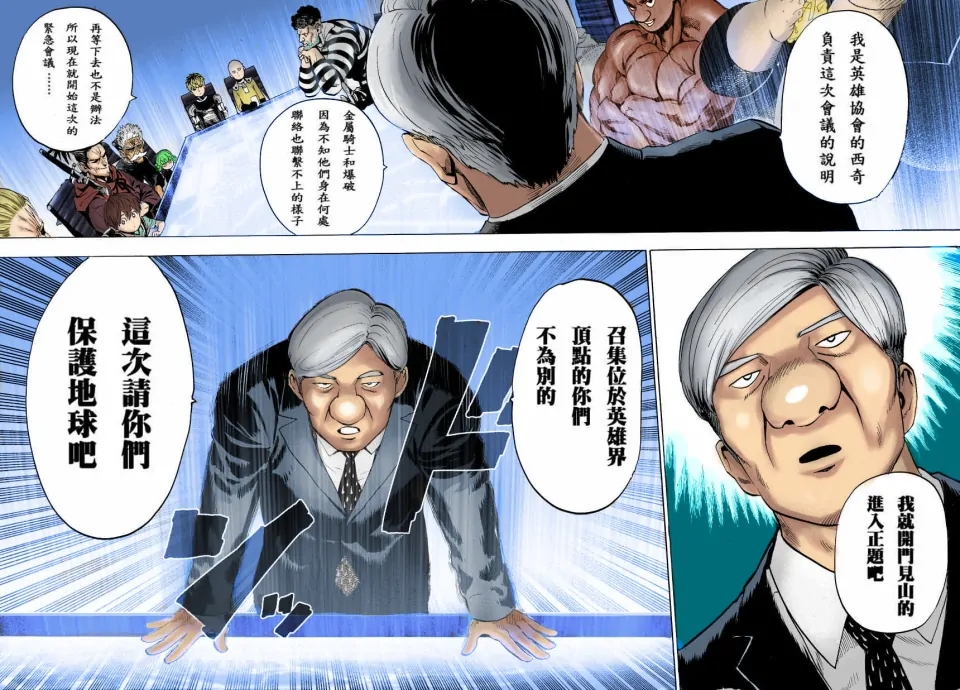 我是英雄協會的西奇
負責這次會議的說明
金屬騎士和爆破
因為不知他們身在何處
聯絡也聯繫不上的樣子
再等下去也不是辦法
所以現在就開始這次的
緊急會議……
我就開門見山的
進入正題吧
召集位於英雄界
頂點的你們
不為別的
ドンッ
這次請你們
保護地球吧